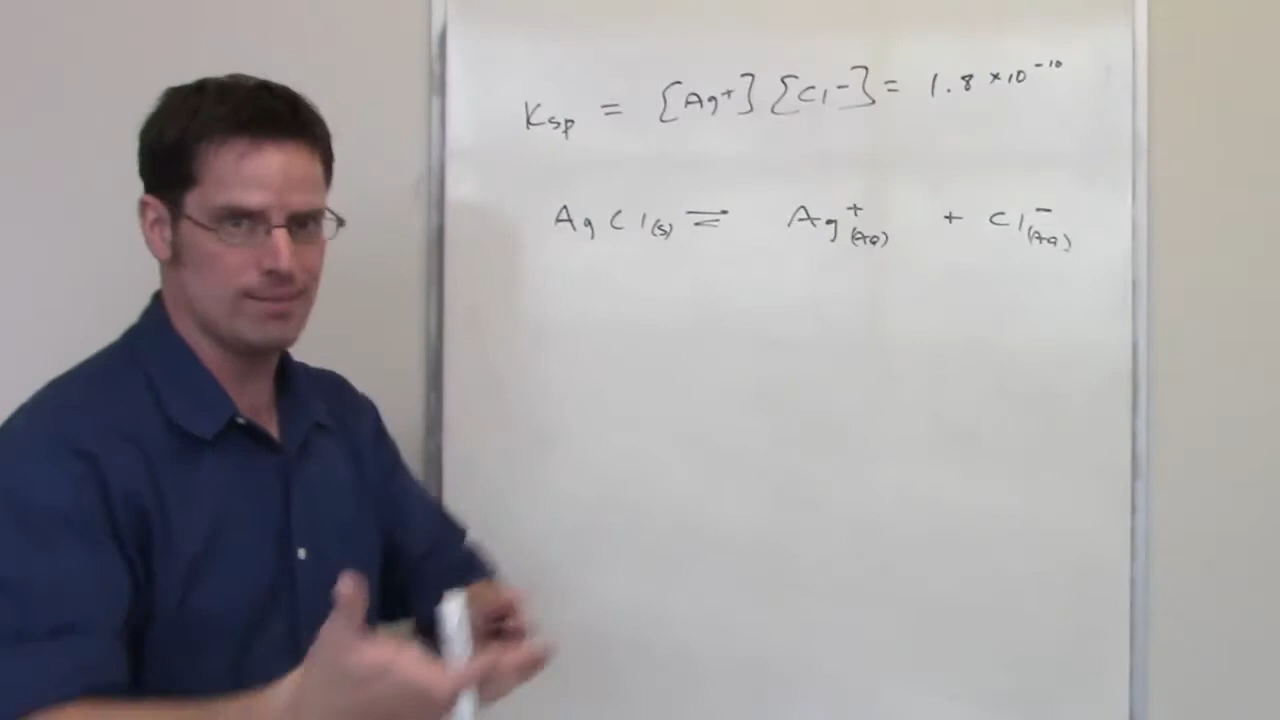 Ksp = [Ag+] [Cl-] = 1.8 × 10^-10
AgCl(s) ⇌ Ag+(aq) + Cl-(aq)